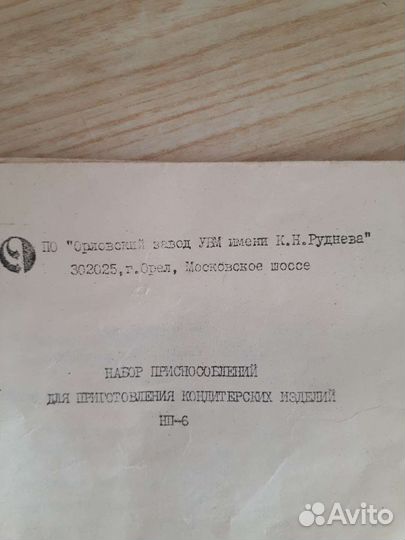 ПО "Орловский завод УВМ имени К.Н.Руднева"
302025,г.Орел, Московское шоссе
НАБОР ПРИСПОСОБЛЕНИЙ
ДЛЯ ПРИГОТОВЛЕНИЯ КОНДИТЕРСКИХ ИЗДЕЛИЙ
НП-6
Avito